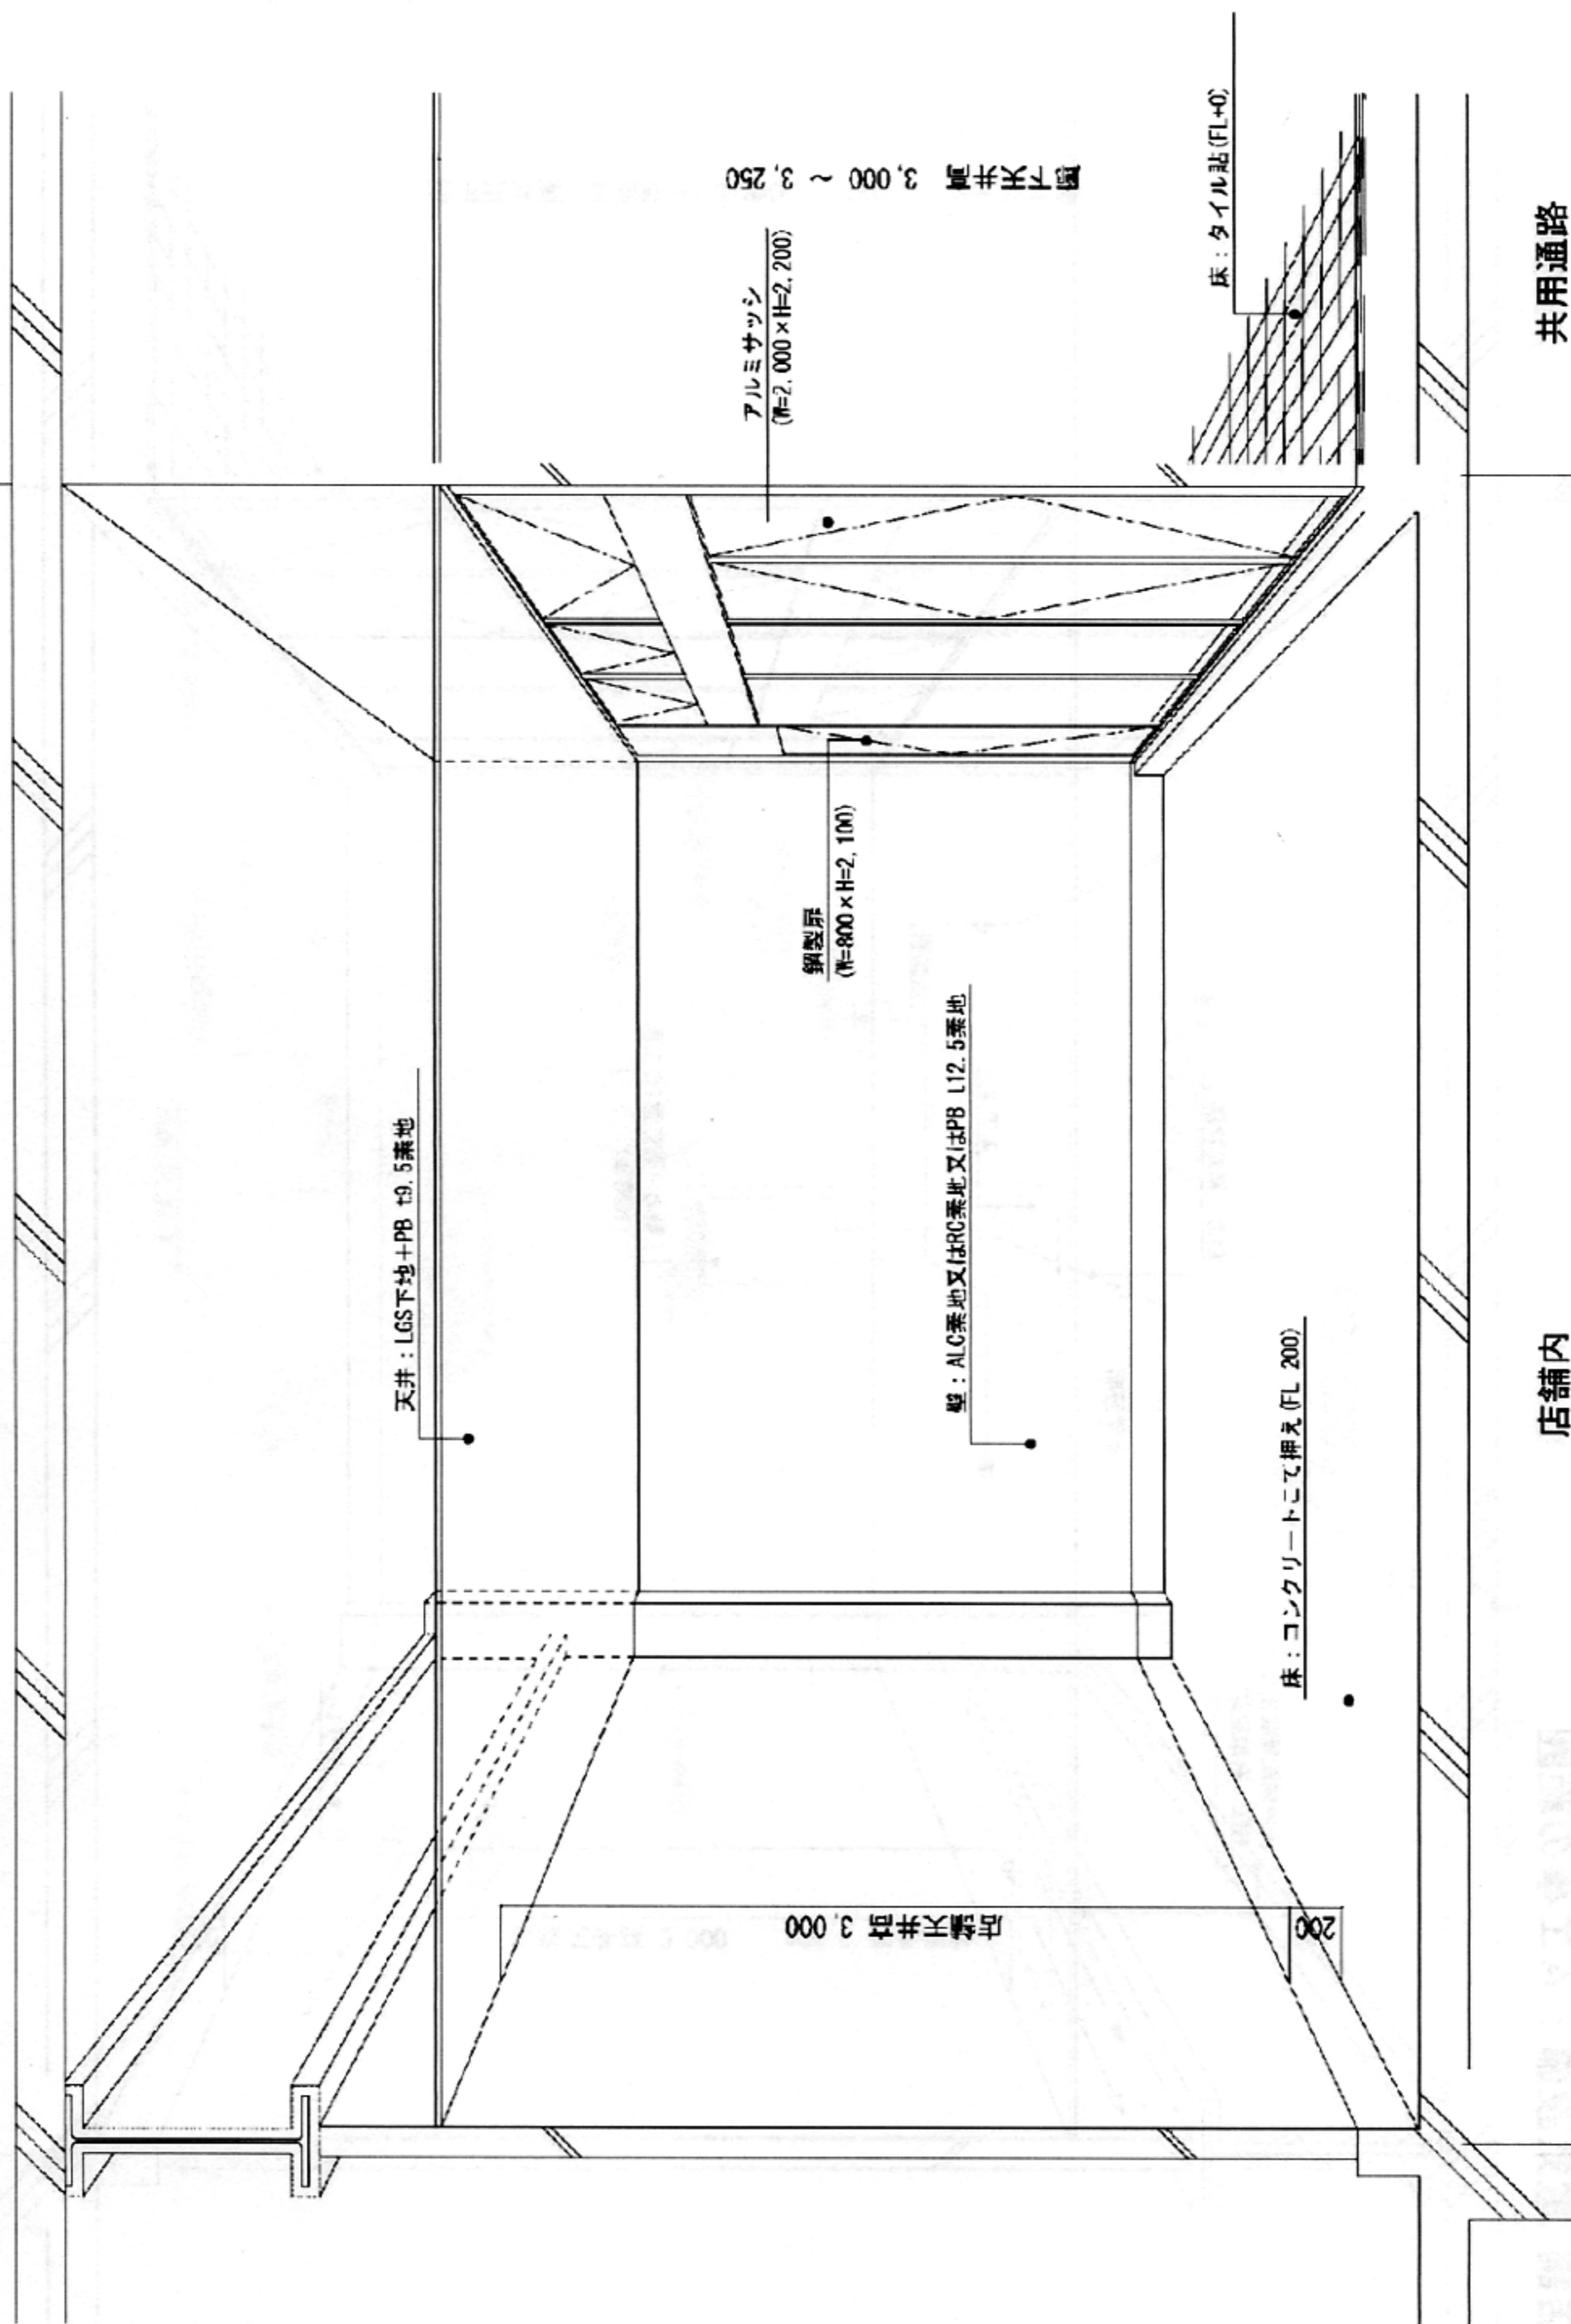 天井：LGS下地＋PB t9.5素地
店舗天井高 3,000
200
壁：ALC素地又はRC素地又はPB t12.5素地
床：コンクリートこて押え(FL 200)
鋼製扉
(W=800×H=2,100)
アルミサッシ
(W=2,000×H=2,200)
廊下天井高 3,000 ～ 3,250
床：タイル貼(FL+0)
店舗内
共用通路